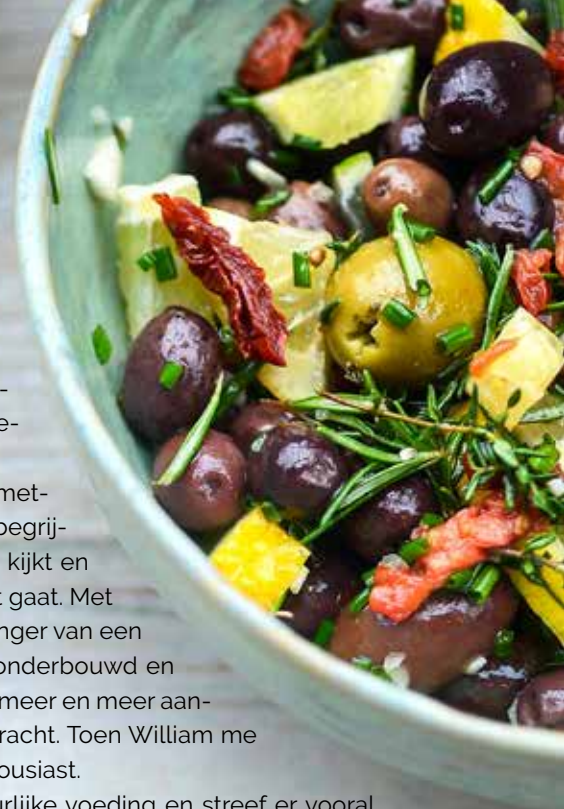 -
e-
met-
begrij-
kijkt en
t gaat. Met
nger van een
onderbouwd en
meer en meer aan-
racht. Toen William me
ousiast.
urlijke voeding en streef er vooral